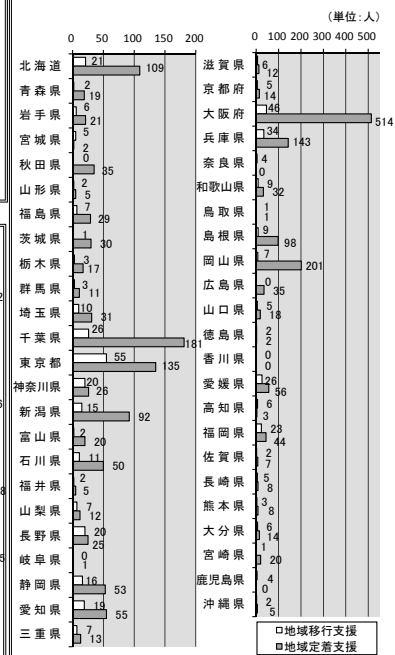 (単位:人)
0 50 100 150 200
北海道 21 109
青森県 2 19
岩手県 6 21
宮城県 5 2
秋田県 0 35
山形県 2 5
福島県 7 29
茨城県 1 30
栃木県 3 17
群馬県 3 11
埼玉県 10 31
千葉県 26 181
東京都 55 135
神奈川県 20 26
新潟県 15 92
富山県 2 20
石川県 11 50
福井県 2 5
山梨県 7 12
長野県 20 25
岐阜県 0 1
静岡県 16 53
愛知県 19 55
三重県 7 13
0 100 200 300 400 500
滋賀県 6 12
京都府 5 14
大阪府 46 514
兵庫県 34 143
奈良県 4 0
和歌山県 9 32
鳥取県 1 1
島根県 9 98
岡山県 7 201
広島県 0 35
山口県 5 18
徳島県 2 2
香川県 0 0
愛媛県 26 56
高知県 6 3
福岡県 23 44
佐賀県 2 7
長崎県 5 8
熊本県 3 8
大分県 6 14
宮崎県 1 20
鹿児島県 4 0
沖縄県 2 5
地域移行支援
地域定着支援